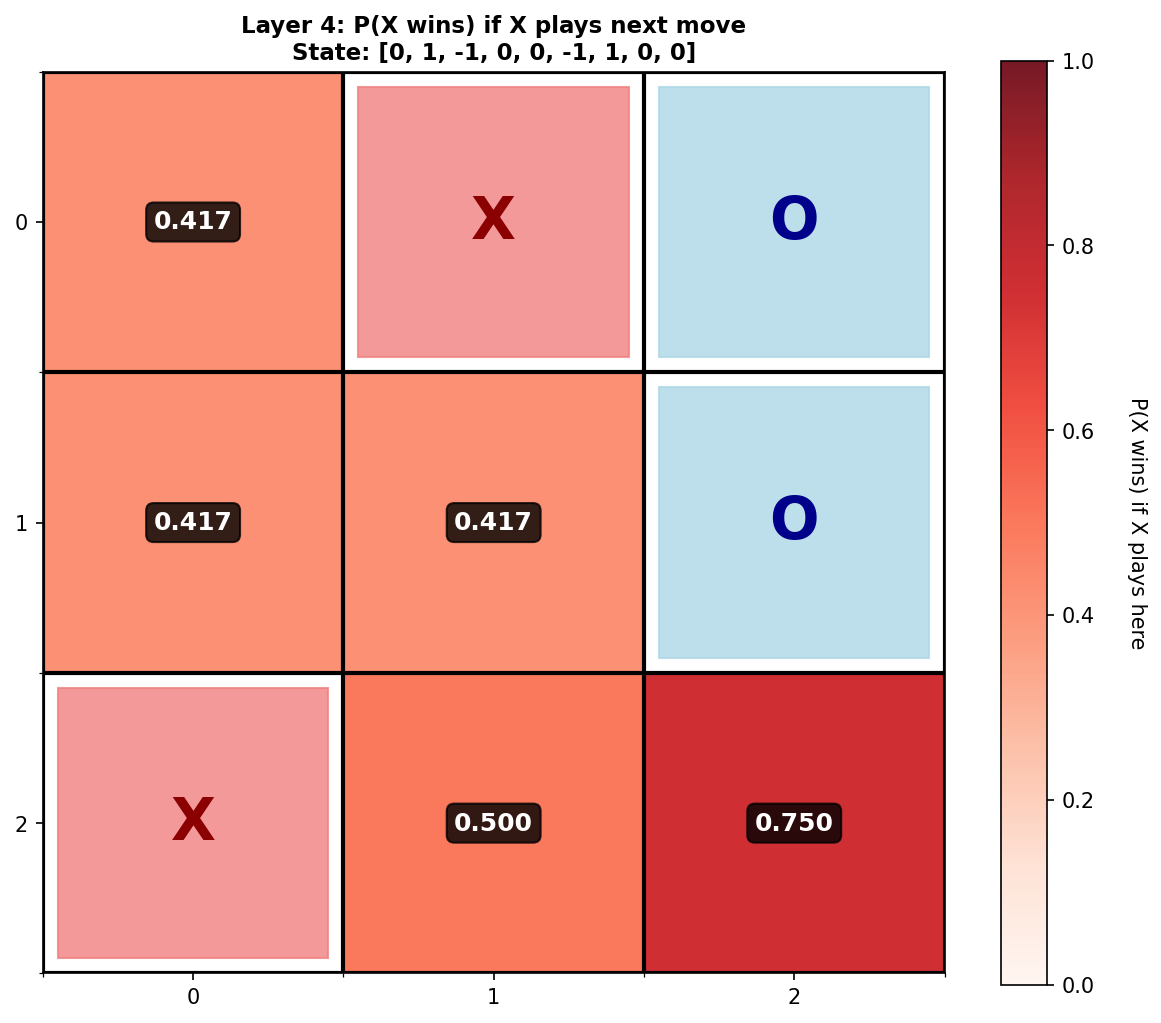 Layer 4: P(X wins) if X plays next move
State: [0, 1, -1, 0, 0, -1, 1, 0, 0]
1.0
0.8
0.6
0.4
0.2
0.0
P(X wins) if X plays here
0
0.417
X
O
1
0.417
0.417
O
2
X
0.500
0.750
0
1
2